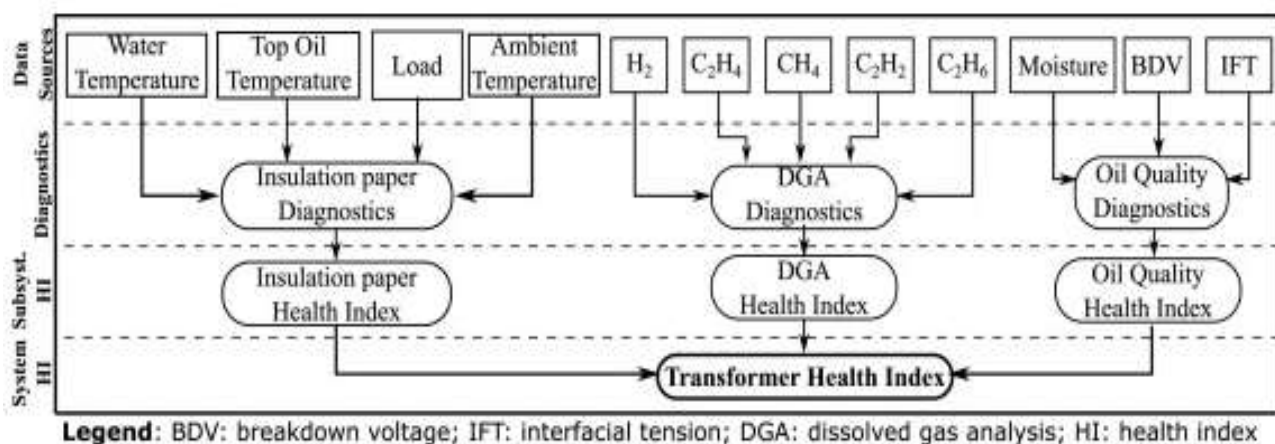 Data Sources
Water Temperature
Top Oil Temperature
Load
Ambient Temperature
H₂
C₂H₄
CH₄
C₂H₂
C₂H₆
Moisture
BDV
IFT
Diagnostics
Insulation paper
Diagnostics
DGA
Diagnostics
Oil Quality
Diagnostics
Subsyst. HI
Insulation paper
Health Index
DGA
Health Index
Oil Quality
Health Index
System HI
Transformer Health Index
Legend: BDV: breakdown voltage; IFT: interfacial tension; DGA: dissolved gas analysis; HI: health index